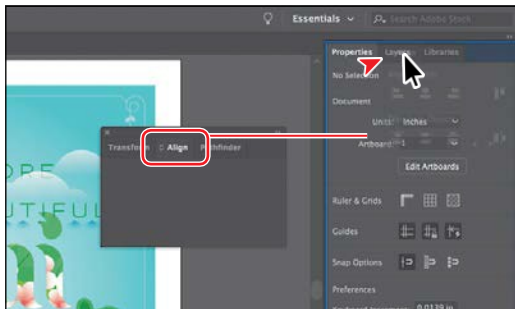 Essentials
Search Adobe Stock
Properties Layers Libraries
No Selection
Document
Units: Inches
Artboard: 1
Edit Artboards
Transform Align Pathfinder
Ruler & Grids
Guides
Snap Options
Preferences
0.0139 in
ORE
UTIFUL